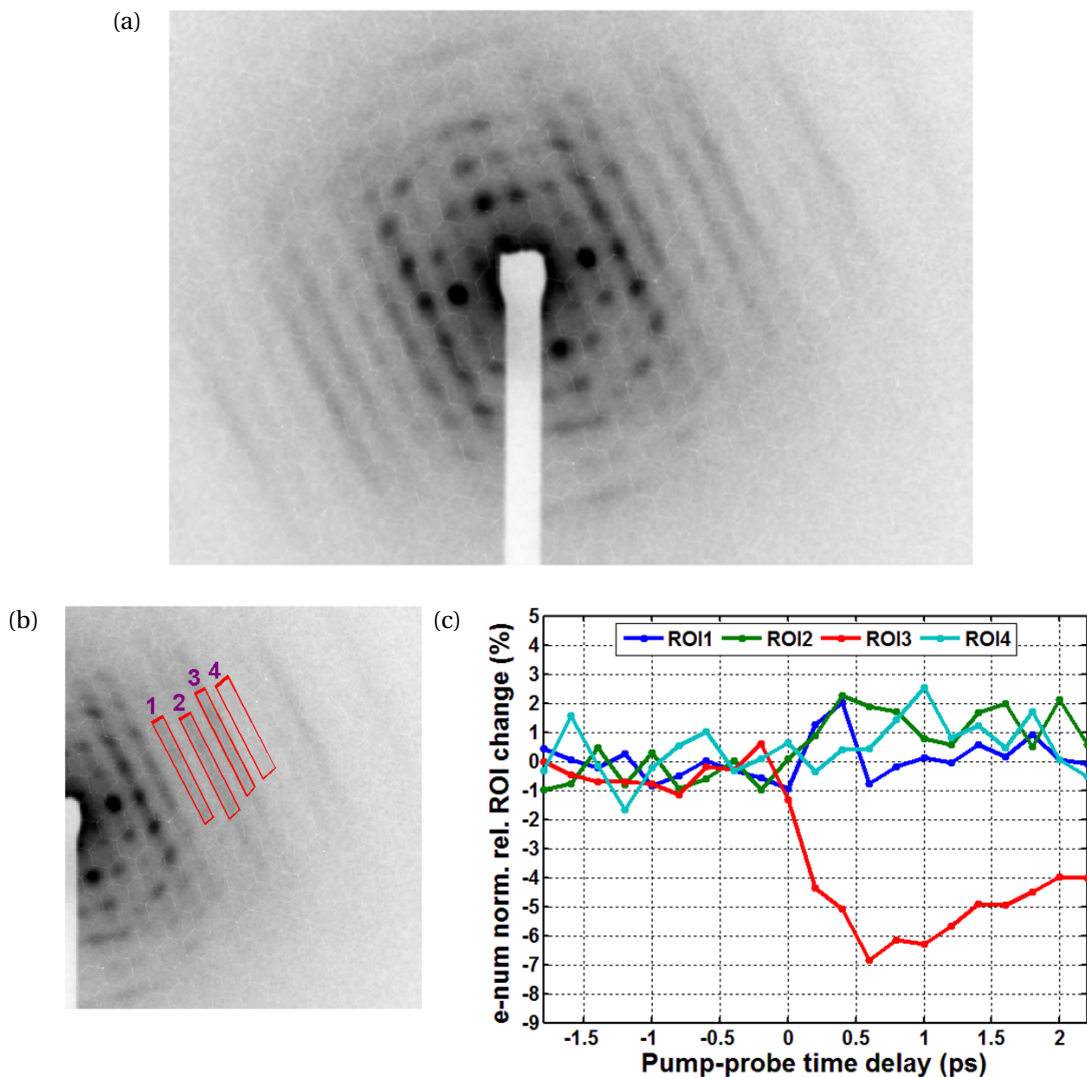 (a)
(b)
1 2 3 4
(c)
e-num norm. rel. ROI change (%)
5
4
3
2
1
0
-1
-2
-3
-4
-5
-6
-7
-8
-9
ROI1 ROI2 ROI3 ROI4
-1.5 -1 -0.5 0 0.5 1 1.5 2
Pump-probe time delay (ps)